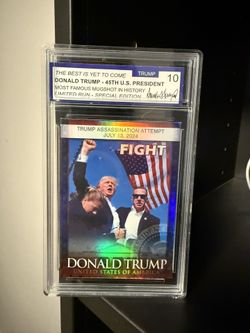 THE BEST IS YET TO COME
TRUMP
DONALD TRUMP - 45TH U.S. PRESIDENT
10
MOST FAMOUS MUGSHOT IN HISTORY
LIMITED RUN - SPECIAL EDITION
TRUMP ASSASSINATION ATTEMPT
JULY 13, 2024
FIGHT
DONALD TRUMP
UNITED STATES OF AMERICA